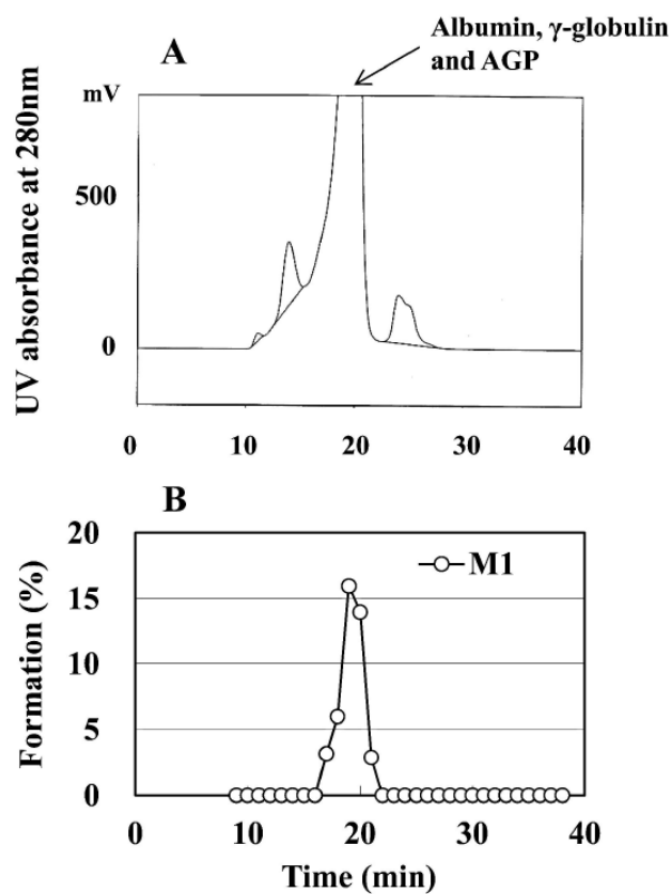 Albumin, γ-globulin
and AGP
A
mV
500
0
UV absorbance at 280nm
0 10 20 30 40
B
20
15
10
5
0
M1
Formation (%)
0 10 20 30 40
Time (min)